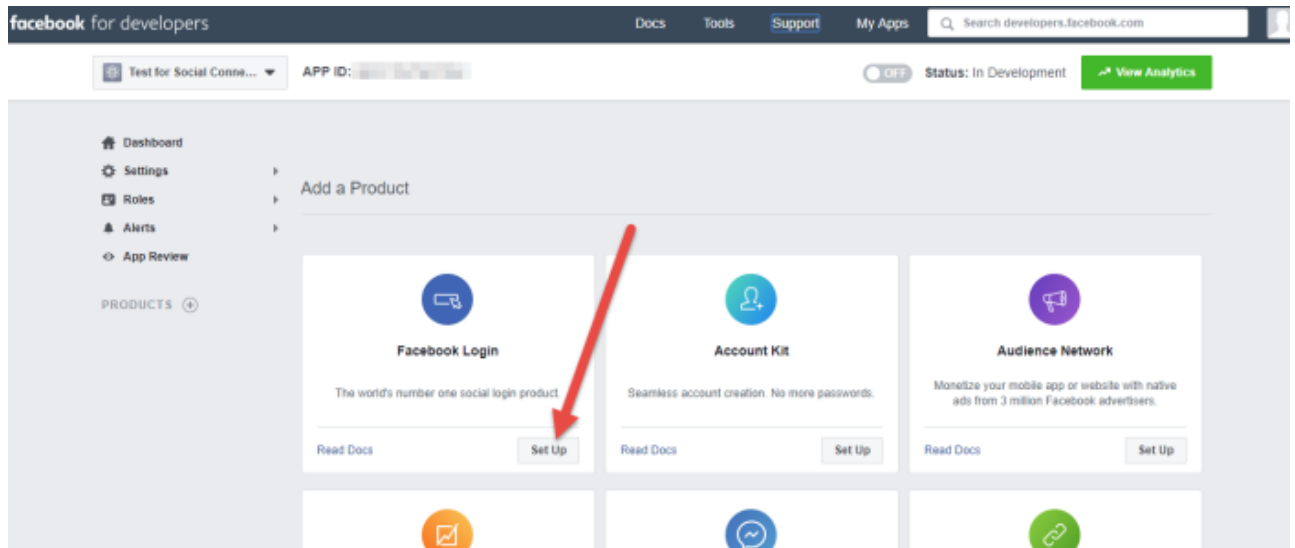 facebook for developers
Docs Tools Support My Apps Search developers.facebook.com
Test for Social Conne... APP ID: OFF Status: In Development View Analytics
Dashboard
Settings
Roles
Alerts
App Review
PRODUCTS
Add a Product
Facebook Login
The world's number one social login product.
Read Docs Set Up
Account Kit
Seamless account creation. No more passwords.
Read Docs Set Up
Audience Network
Monetize your mobile app or website with native
ads from 3 million Facebook advertisers.
Read Docs Set Up